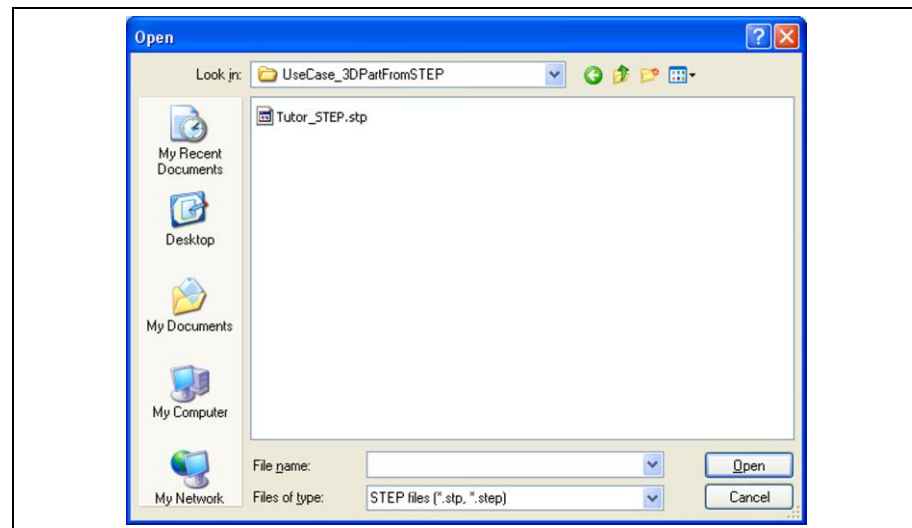 Open
Look in: UseCase_3DPartFromSTEP
Tutor_STEP.stp
My Recent
Documents
Desktop
My Documents
My Computer
My Network
File name:
Open
Files of type: STEP files (*.stp, *.step)
Cancel